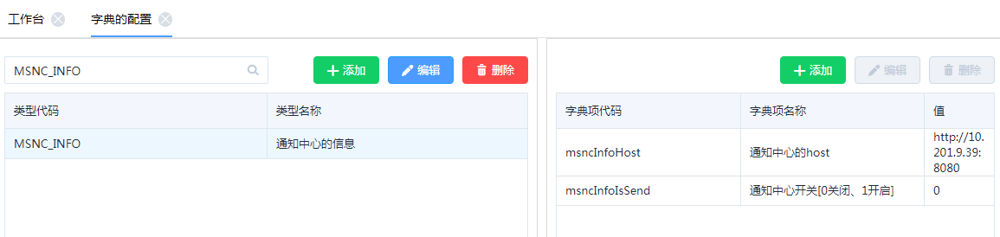 工作台
字典的配置
MSNC_INFO
添加
编辑
删除
类型代码
类型名称
MSNC_INFO
通知中心的信息
添加
编辑
删除
字典项代码
字典项名称
值
msncInfoHost
通知中心的host
http://10.
201.9.39:
8080
msncInfoIsSend
通知中心开关[0关闭、1开启]
0